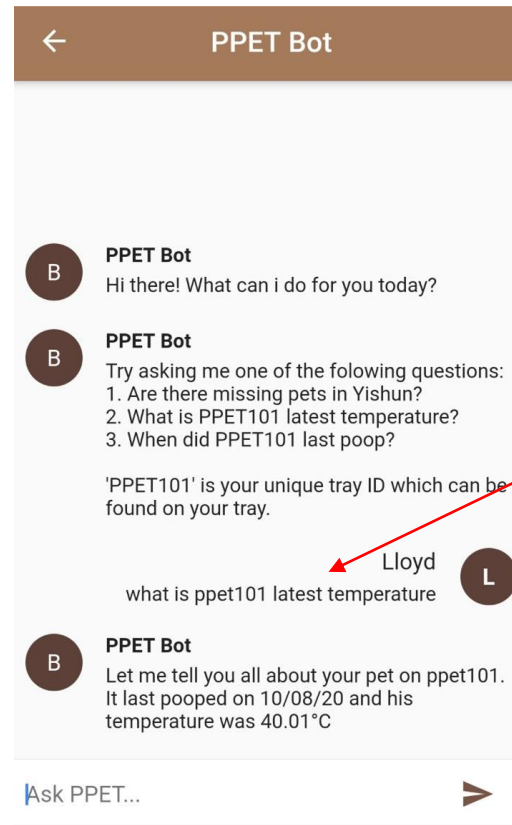 PPET Bot
B
PPET Bot
Hi there! What can i do for you today?
B
PPET Bot
Try asking me one of the folowing questions:
1. Are there missing pets in Yishun?
2. What is PPET101 latest temperature?
3. When did PPET101 last poop?
'PPET101' is your unique tray ID which can be
found on your tray.
Lloyd
L
what is ppet101 latest temperature
B
PPET Bot
Let me tell you all about your pet on ppet101.
It last pooped on 10/08/20 and his
temperature was 40.01°C
Ask PPET...